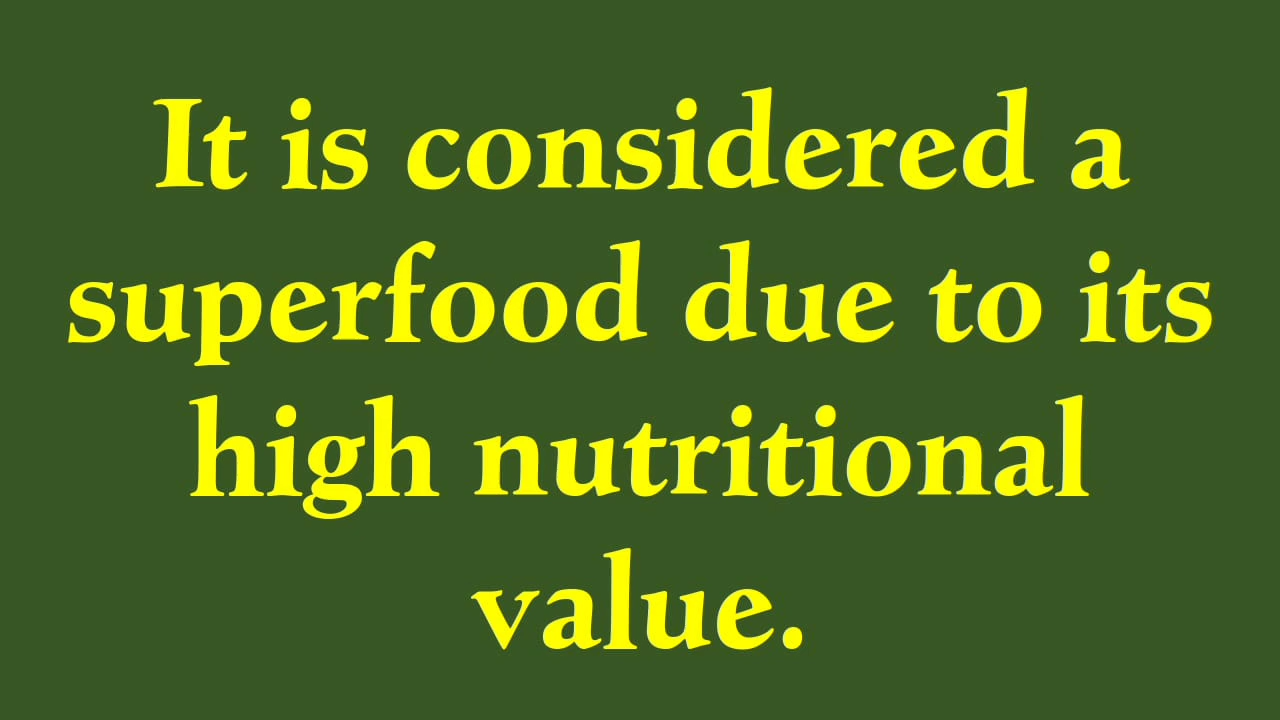 It is considered a
superfood due to its
high nutritional
value.